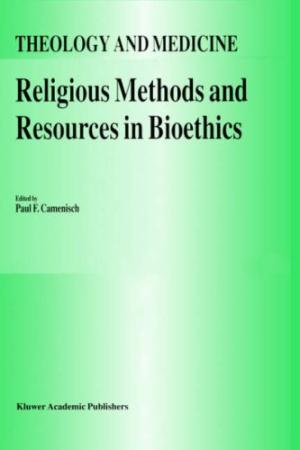 THEOLOGY AND MEDICINE
Religious Methods and
Resources in Bioethics
Edited by
Paul F. Camenisch
Kluwer Academic Publishers